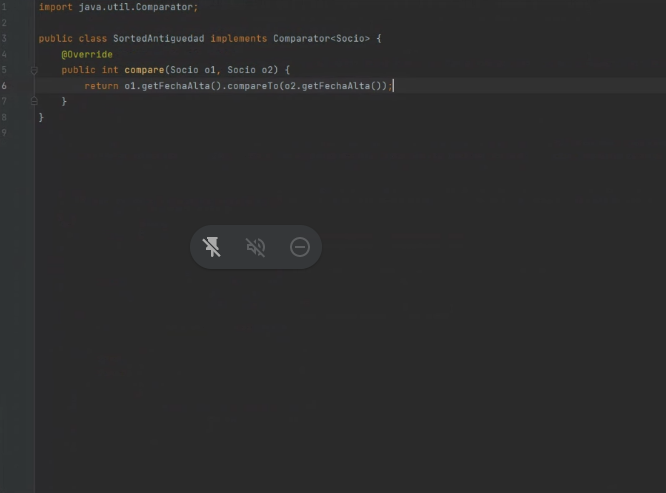 1 import java.util.Comparator;
2
3 public class SortedAntiguedad implements Comparator<Socio> {
4 @Override
5 public int compare(Socio o1, Socio o2) {
6 return o1.getFechaAlta().compareTo(o2.getFechaAlta());
7 }
8 }
9